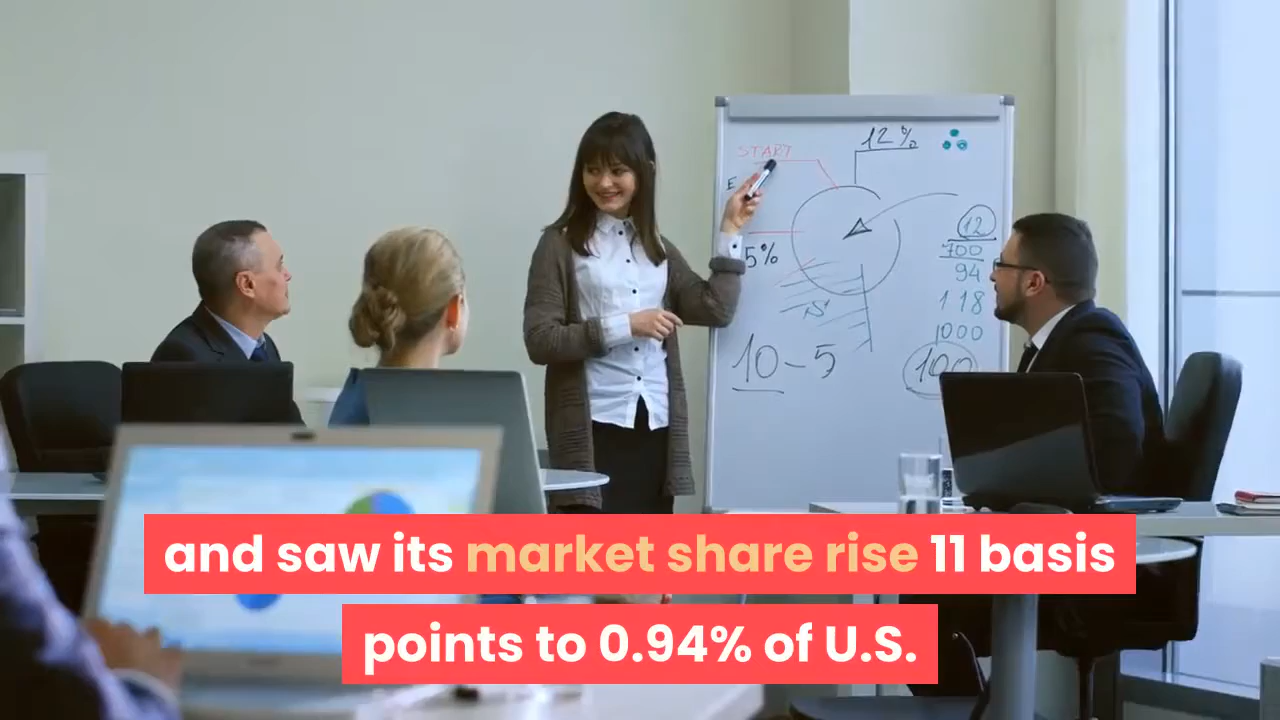 START
12%
E
5%
12
700
94
118
1000
100
10-5
and saw its market share rise 11 basis
points to 0.94% of U.S.